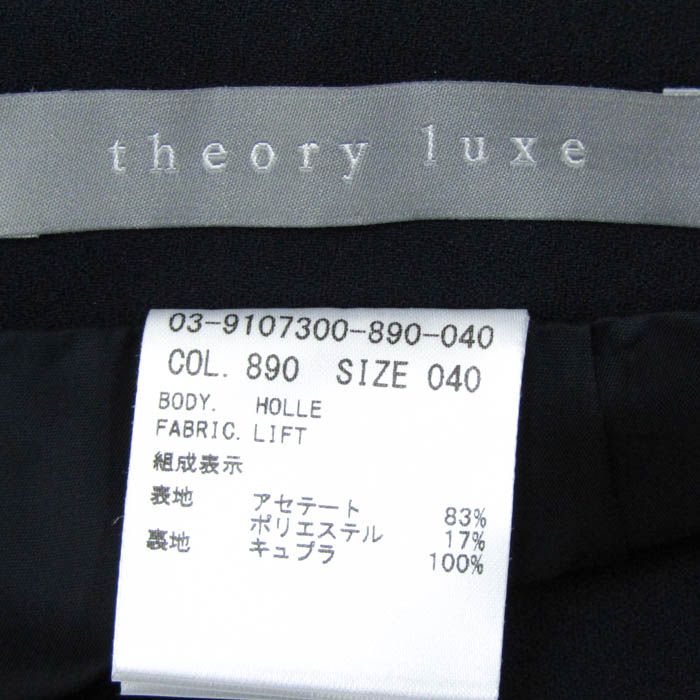 theory luxe
03-9107300-890-040
COL. 890 SIZE 040
BODY. HOLLE
FABRIC. LIFT
組成表示
表地 アセテート 83%
ポリエステル 17%
裏地 キュプラ 100%